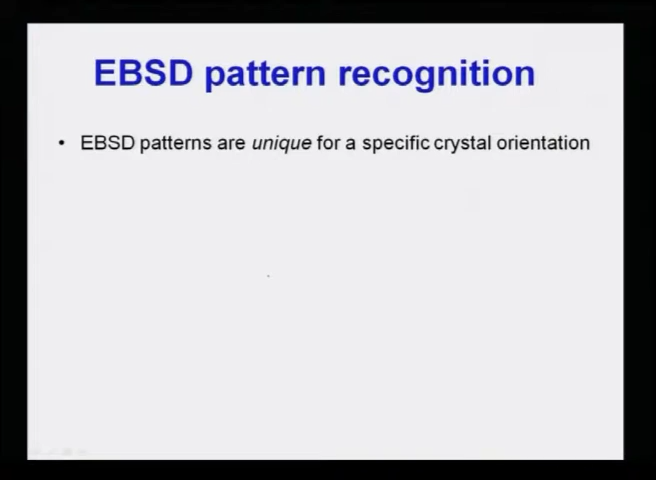 EBSD pattern recognition
• EBSD patterns are unique for a specific crystal orientation